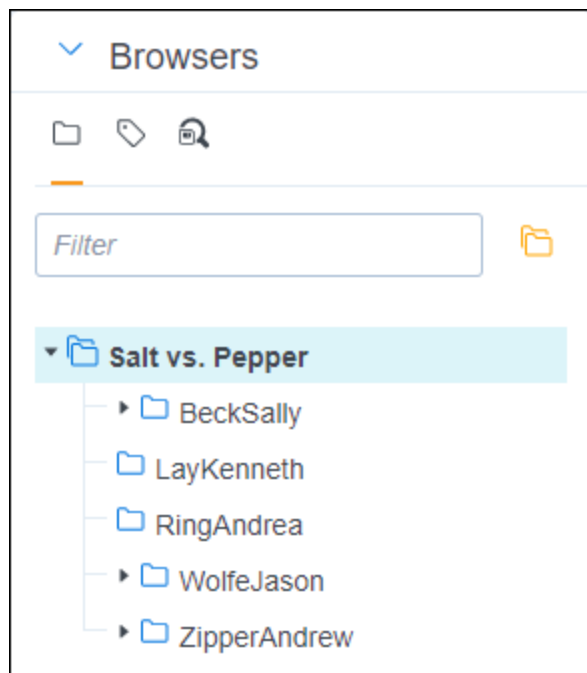 Browsers
Filter
Salt vs. Pepper
BeckSally
LayKenneth
RingAndrea
WolfeJason
ZipperAndrew